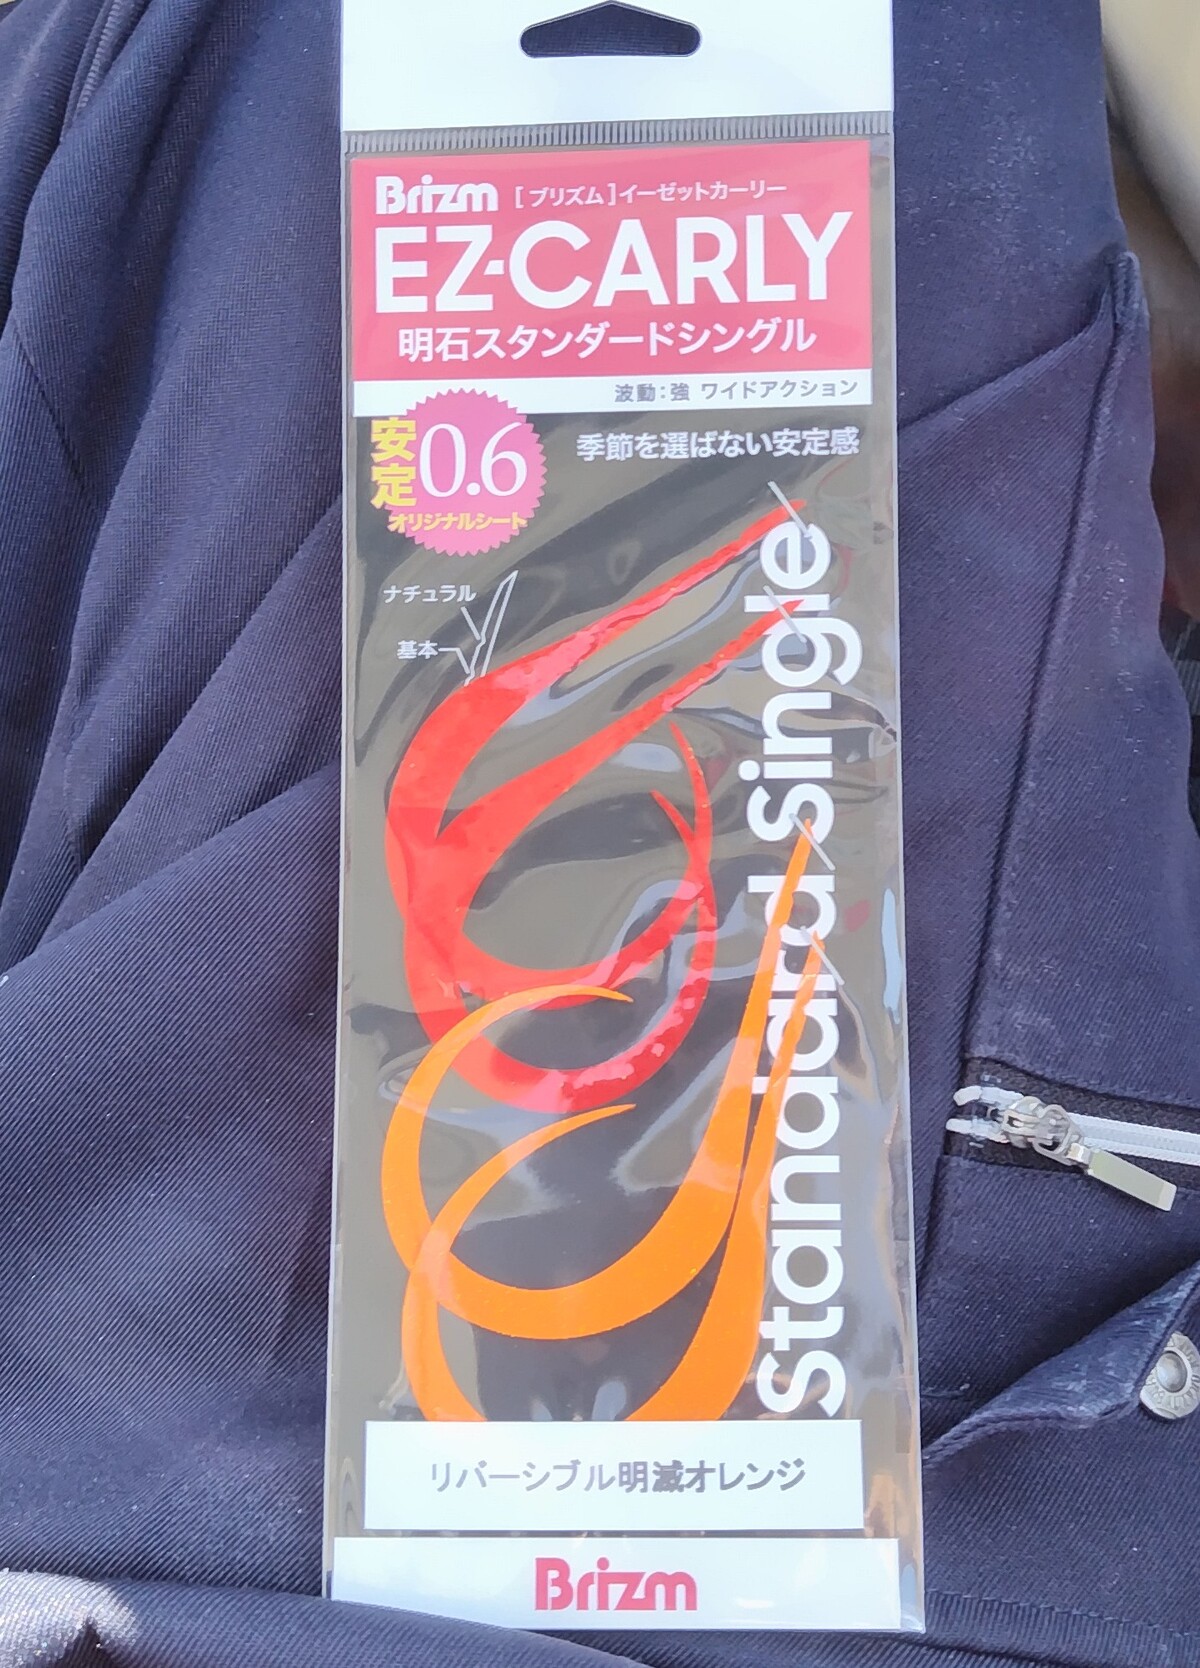 Brizm [ブリズム]イーゼットカーリー
EZ-CARLY
明石スタンダードシングル
波動:強 ワイドアクション
安定 0.6
オリジナルシート
季節を選ばない安定感
ナチュラル
基本
Standard single
リバーシブル明滅オレンジ
Brizm